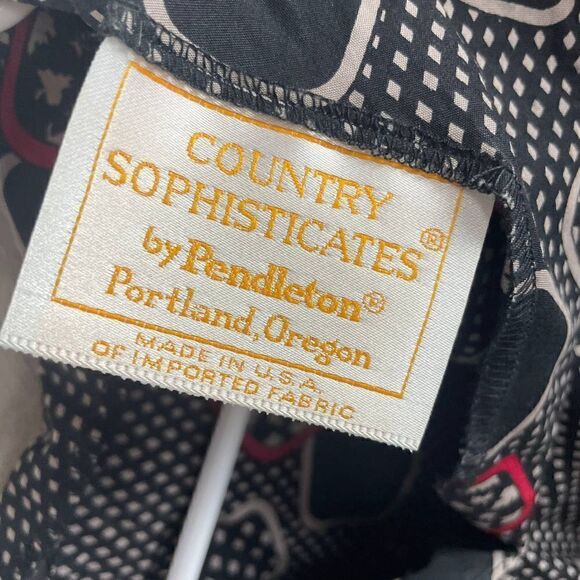 COUNTRY
SOPHISTICATES®
by Pendleton®
Portland, Oregon
MADE IN U.S.A.
OF IMPORTED FABRIC